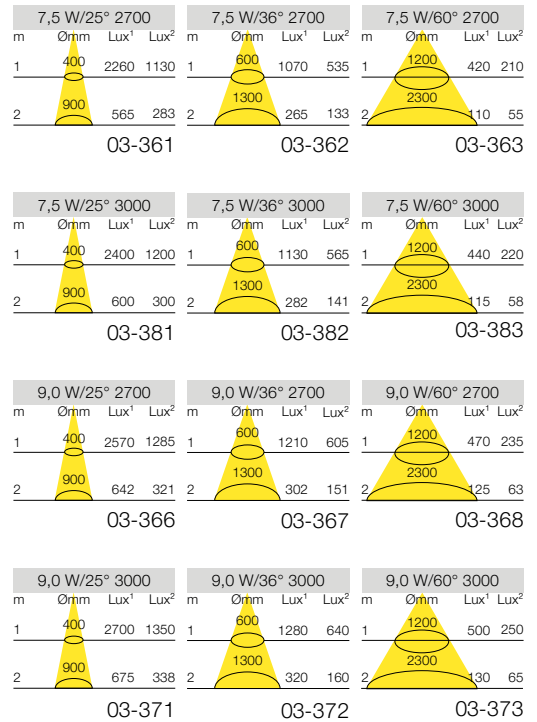 7,5 W/25° 2700
m Ømm Lux¹ Lux²
1 400 2260 1130
2 900 565 283
03-361
7,5 W/36° 2700
m Ømm Lux¹ Lux²
1 600 1070 535
2 1300 265 133
03-362
7,5 W/60° 2700
m Ømm Lux¹ Lux²
1 1200 420 210
2 2300 110 55
03-363
7,5 W/25° 3000
m Ømm Lux¹ Lux²
1 400 2400 1200
2 900 600 300
03-381
7,5 W/36° 3000
m Ømm Lux¹ Lux²
1 600 1130 565
2 1300 282 141
03-382
7,5 W/60° 3000
m Ømm Lux¹ Lux²
1 1200 440 220
2 2300 115 58
03-383
9,0 W/25° 2700
m Ømm Lux¹ Lux²
1 400 2570 1285
2 900 642 321
03-366
9,0 W/36° 2700
m Ømm Lux¹ Lux²
1 600 1210 605
2 1300 302 151
03-367
9,0 W/60° 2700
m Ømm Lux¹ Lux²
1 1200 470 235
2 2300 125 63
03-368
9,0 W/25° 3000
m Ømm Lux¹ Lux²
1 400 2700 1350
2 900 675 338
03-371
9,0 W/36° 3000
m Ømm Lux¹ Lux²
1 600 1280 640
2 1300 320 160
03-372
9,0 W/60° 3000
m Ømm Lux¹ Lux²
1 1200 500 250
2 2300 130 65
03-373